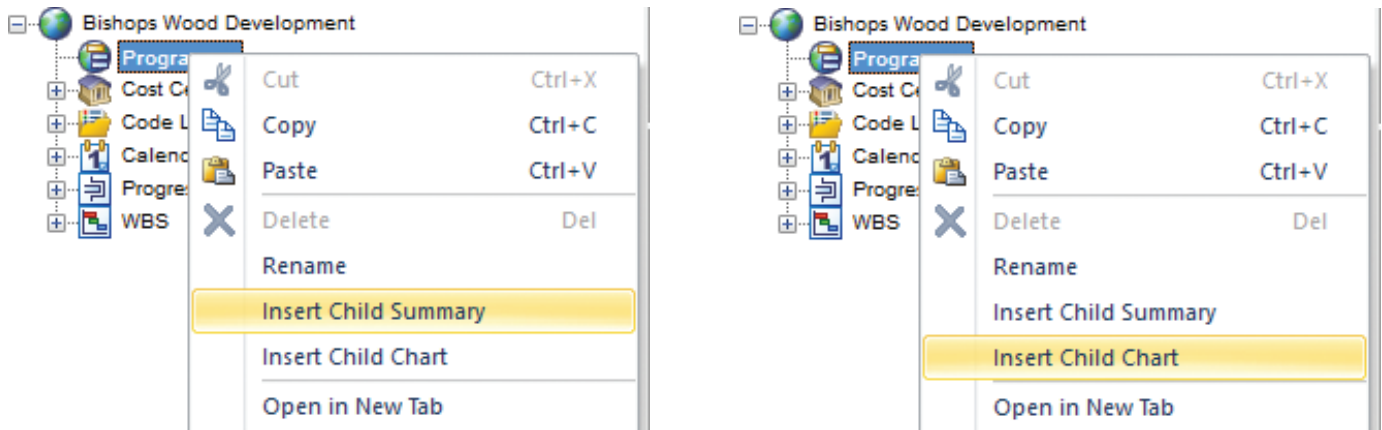 Bishops Wood Development
Progra
Cost Ce
Code L
Calend
Progres
WBS
Cut Ctrl+X
Copy Ctrl+C
Paste Ctrl+V
Delete Del
Rename
Insert Child Summary
Insert Child Chart
Open in New Tab
Bishops Wood Development
Progra
Cost Ce
Code L
Calend
Progres
WBS
Cut Ctrl+X
Copy Ctrl+C
Paste Ctrl+V
Delete Del
Rename
Insert Child Summary
Insert Child Chart
Open in New Tab